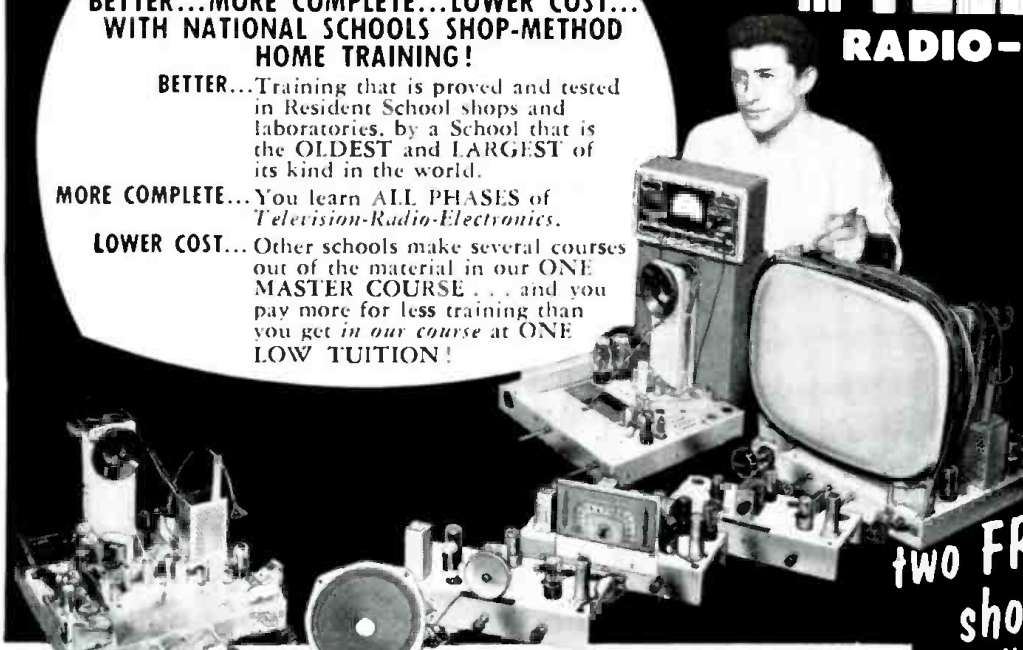 BETTER...MORE COMPLETE...LOWER COST...
WITH NATIONAL SCHOOLS SHOP-METHOD
HOME TRAINING!
BETTER...Training that is proved and tested
in Resident School shops and
laboratories, by a School that is
the OLDEST and LARGEST of
its kind in the world.
MORE COMPLETE...You learn ALL PHASES of
Television-Radio-Electronics.
LOWER COST...Other schools make several courses
out of the material in our ONE
MASTER COURSE . . . and you
pay more for less training than
you get in our course at ONE
LOW TUITION!
RADIO-
two